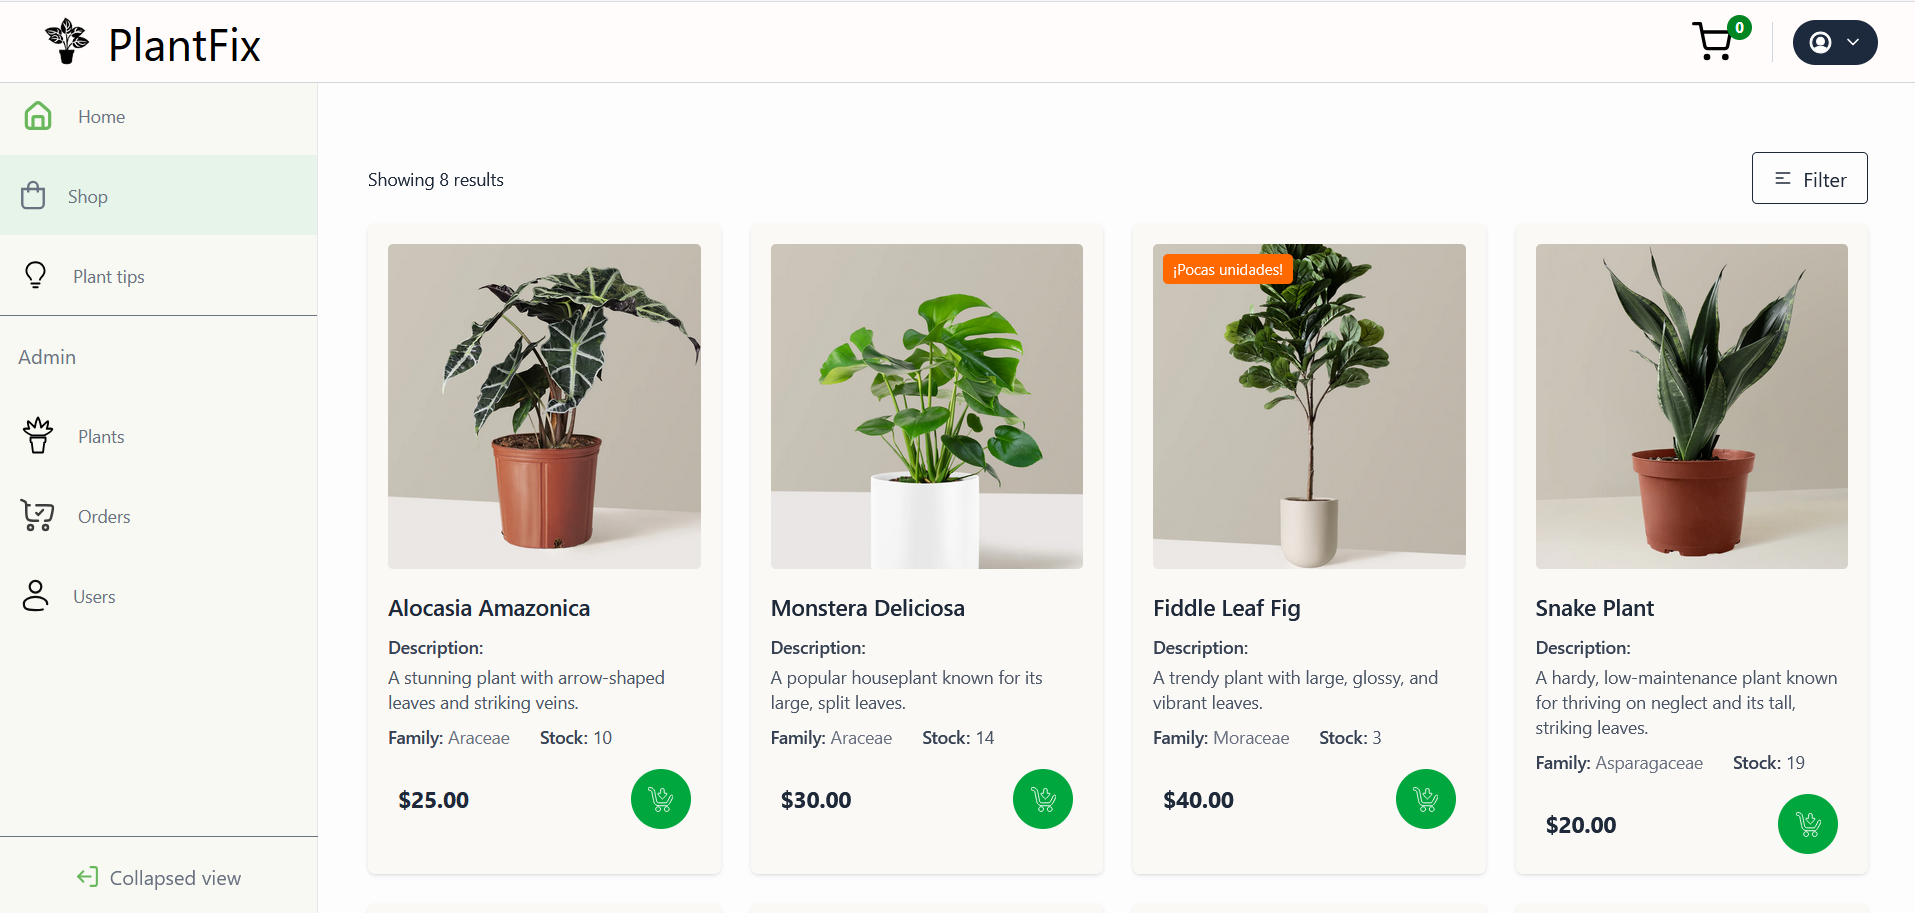 PlantFix
0
Home
Shop
Plant tips
Admin
Plants
Orders
Users
Collapsed view
Showing 8 results
Filter
Alocasia Amazonica
Description:
A stunning plant with arrow-shaped
leaves and striking veins.
Family: Araceae Stock: 10
$25.00
Monstera Deliciosa
Description:
A popular houseplant known for its
large, split leaves.
Family: Araceae Stock: 14
$30.00
¡Pocas unidades!
Fiddle Leaf Fig
Description:
A trendy plant with large, glossy, and
vibrant leaves.
Family: Moraceae Stock: 3
$40.00
Snake Plant
Description:
A hardy, low-maintenance plant known
for thriving on neglect and its tall,
striking leaves.
Family: Asparagaceae Stock: 19
$20.00